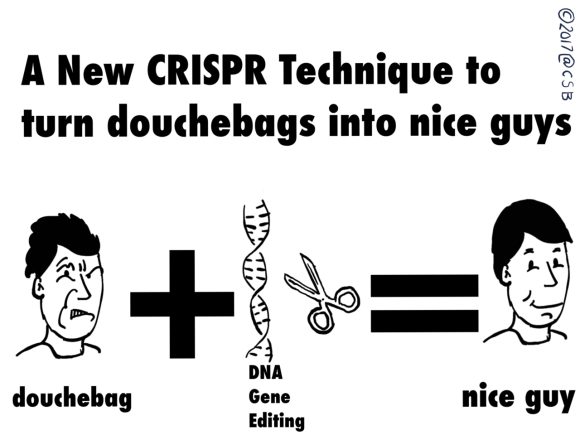 A New CRISPR Technique to
turn douchebags into nice guys
©2017@CSB
douchebag
DNA
Gene
Editing
nice guy